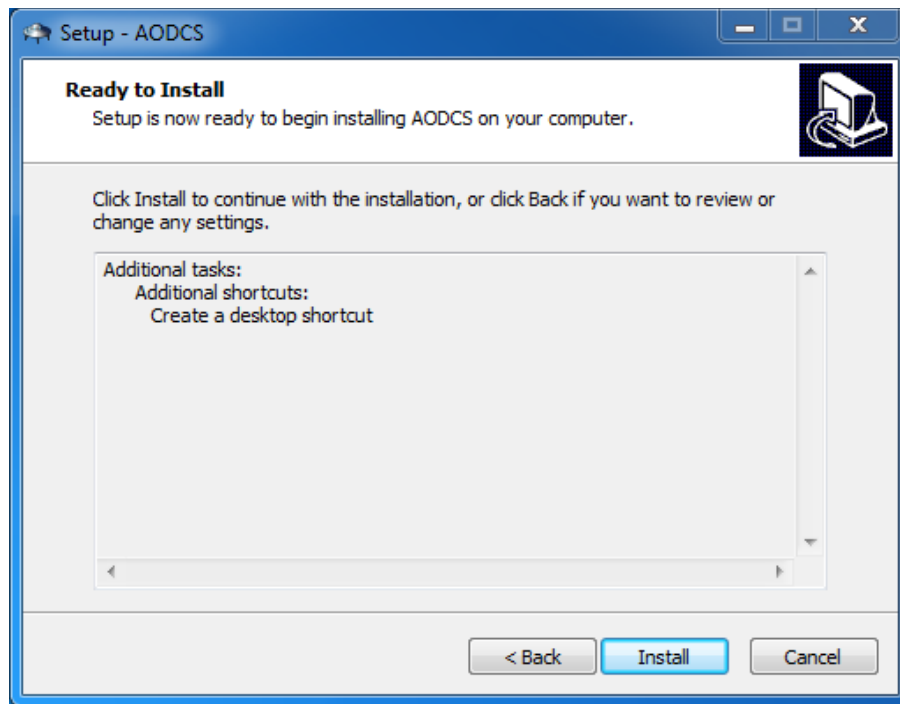 Setup - AODCS
Ready to Install
Setup is now ready to begin installing AODCS on your computer.
Click Install to continue with the installation, or click Back if you want to review or
change any settings.
Additional tasks:
Additional shortcuts:
Create a desktop shortcut
< Back
Install
Cancel